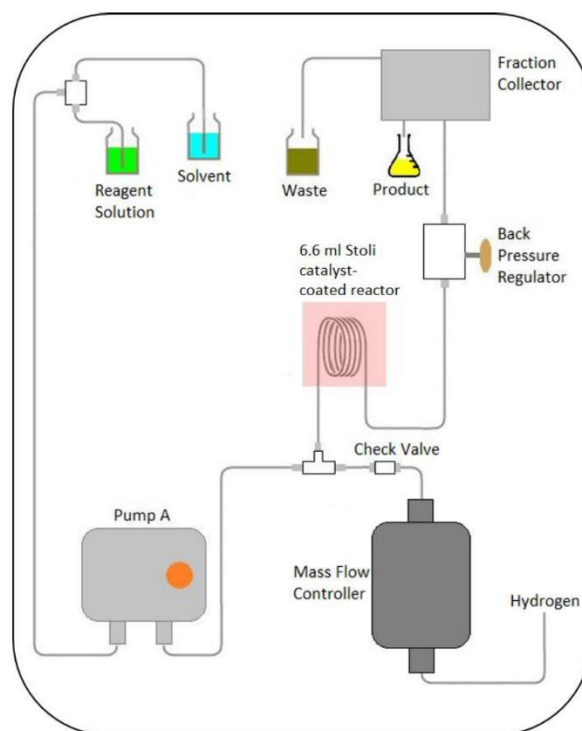 Fraction
Collector
Reagent
Solution
Solvent
Waste
Product
Back
Pressure
Regulator
6.6 ml Stoli
catalyst-
coated reactor
Check Valve
Pump A
Mass Flow
Controller
Hydrogen